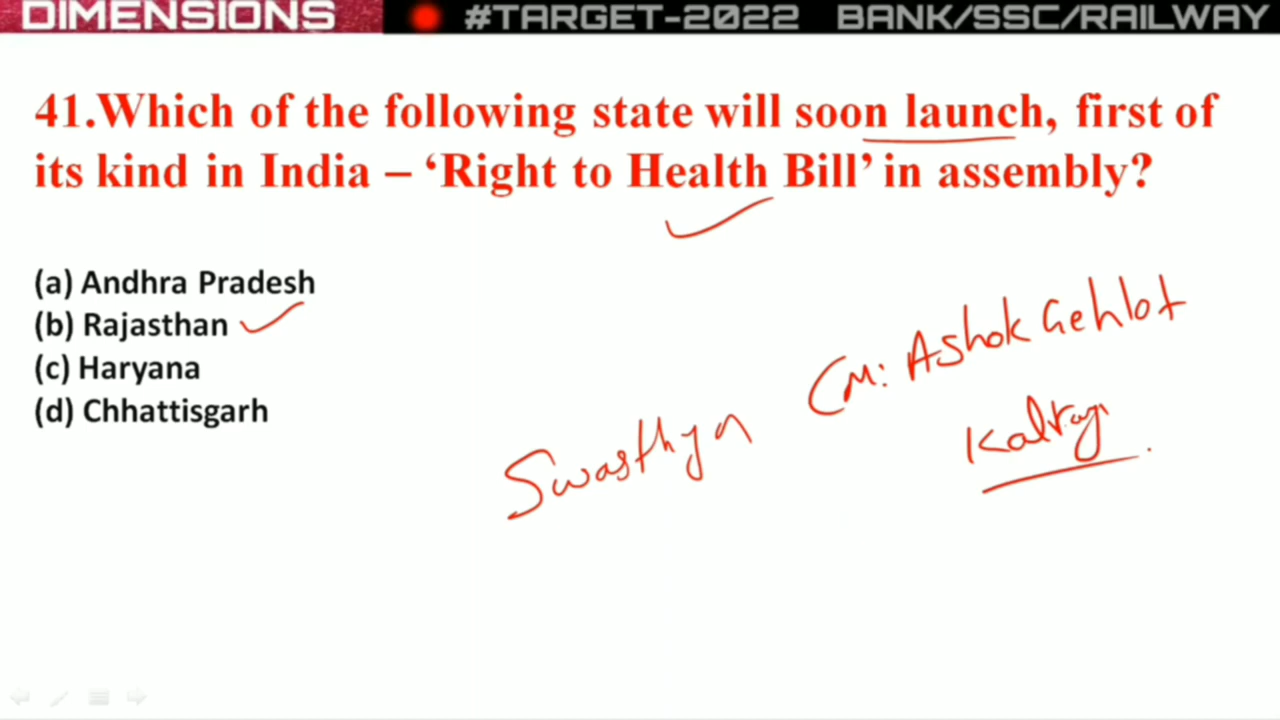 DIMENSIONS #TARGET-2022 BANK/SSC/RAILWAY
41.Which of the following state will soon launch, first of
its kind in India – ‘Right to Health Bill’ in assembly?
(a) Andhra Pradesh
(b) Rajasthan
(c) Haryana
(d) Chhattisgarh
CM: Ashok Gehlot
Swasthya